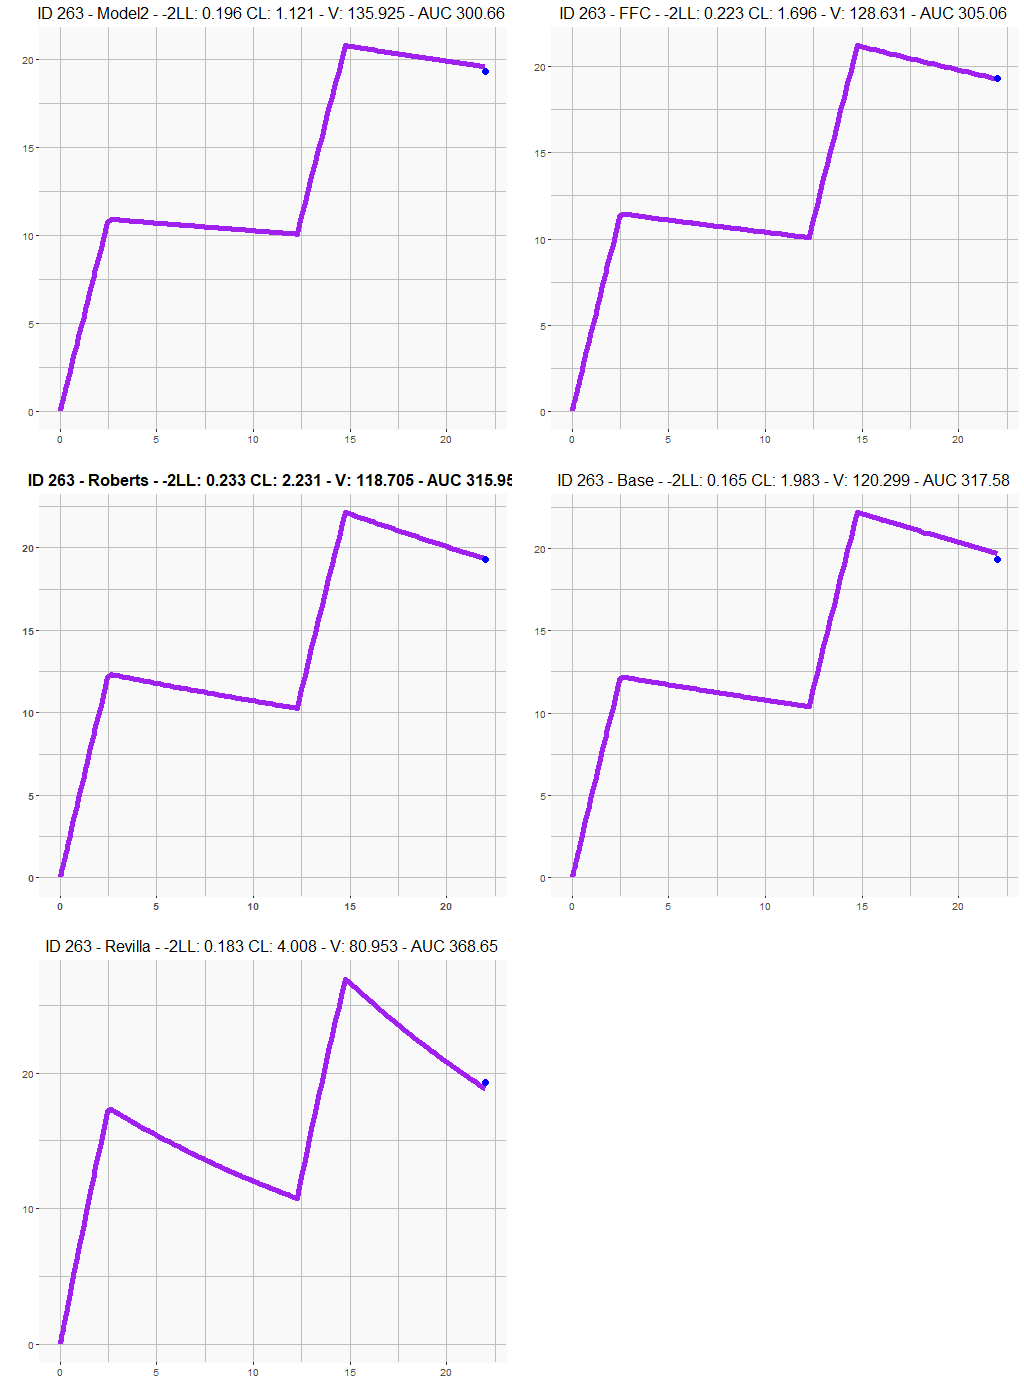 ID 263 - Model2 - -2LL: 0.196 CL: 1.121 - V: 135.925 - AUC 300.66
20
15
10
5
0
0 5 10 15 20
ID 263 - FFC - -2LL: 0.223 CL: 1.696 - V: 128.631 - AUC 305.06
20
15
10
5
0
0 5 10 15 20
ID 263 - Roberts - -2LL: 0.233 CL: 2.231 - V: 118.705 - AUC 315.95
20
15
10
5
0
0 5 10 15 20
ID 263 - Base - -2LL: 0.165 CL: 1.983 - V: 120.299 - AUC 317.58
20
15
10
5
0
0 5 10 15 20
ID 263 - Revilla - -2LL: 0.183 CL: 4.008 - V: 80.953 - AUC 368.65
20
10
0
0 5 10 15 20